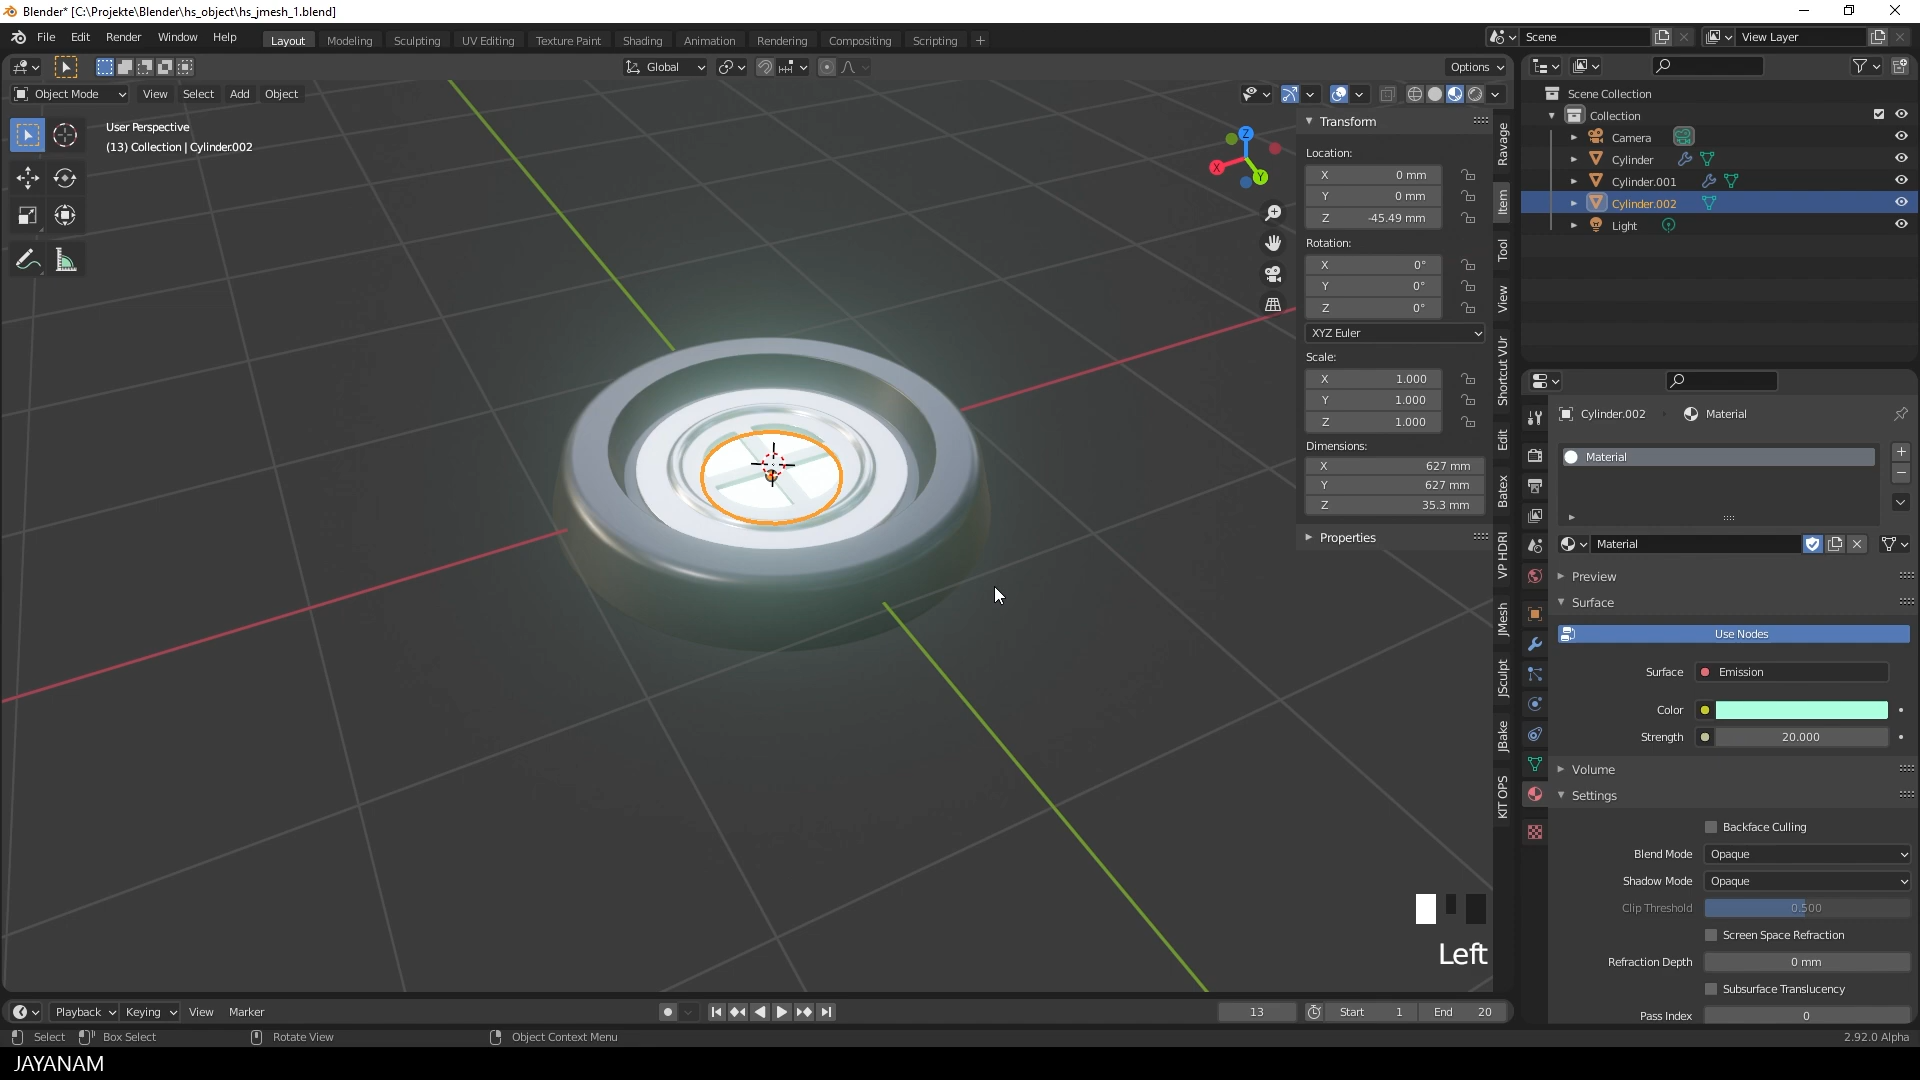 Blender* [C:\Projekte\Blender\hs_object\hs_jmesh_1.blend]
File Edit Render Window Help
Layout Modeling Sculpting UV Editing Texture Paint Shading Animation Rendering Compositing Scripting +
Scene
View Layer
Global
Options
Object Mode View Select Add Object
User Perspective
(13) Collection | Cylinder.002
Z
X
Y
Transform
Location:
X 0 mm
Y 0 mm
Z -45.49 mm
Rotation:
X 0°
Y 0°
Z 0°
XYZ Euler
Scale:
X 1.000
Y 1.000
Z 1.000
Dimensions:
X 627 mm
Y 627 mm
Z 35.3 mm
Properties
Ravage
Item
Tool
View
Shortcut VUr
Edit
Batex
VP HDRI
JMesh
JSculpt
JBake
KIT OPS
Scene Collection
Collection
Camera
Cylinder
Cylinder.001
Cylinder.002
Light
Cylinder.002 Material
Material
Material
Preview
Surface
Use Nodes
Surface Emission
Color
Strength 20.000
Volume
Settings
Backface Culling
Blend Mode Opaque
Shadow Mode Opaque
Clip Threshold 0.500
Screen Space Refraction
Refraction Depth 0 mm
Subsurface Translucency
Pass Index 0
Left
Playback Keying View Marker
13 Start 1 End 20
Select Box Select Rotate View Object Context Menu
2.92.0 Alpha
JAYANAM